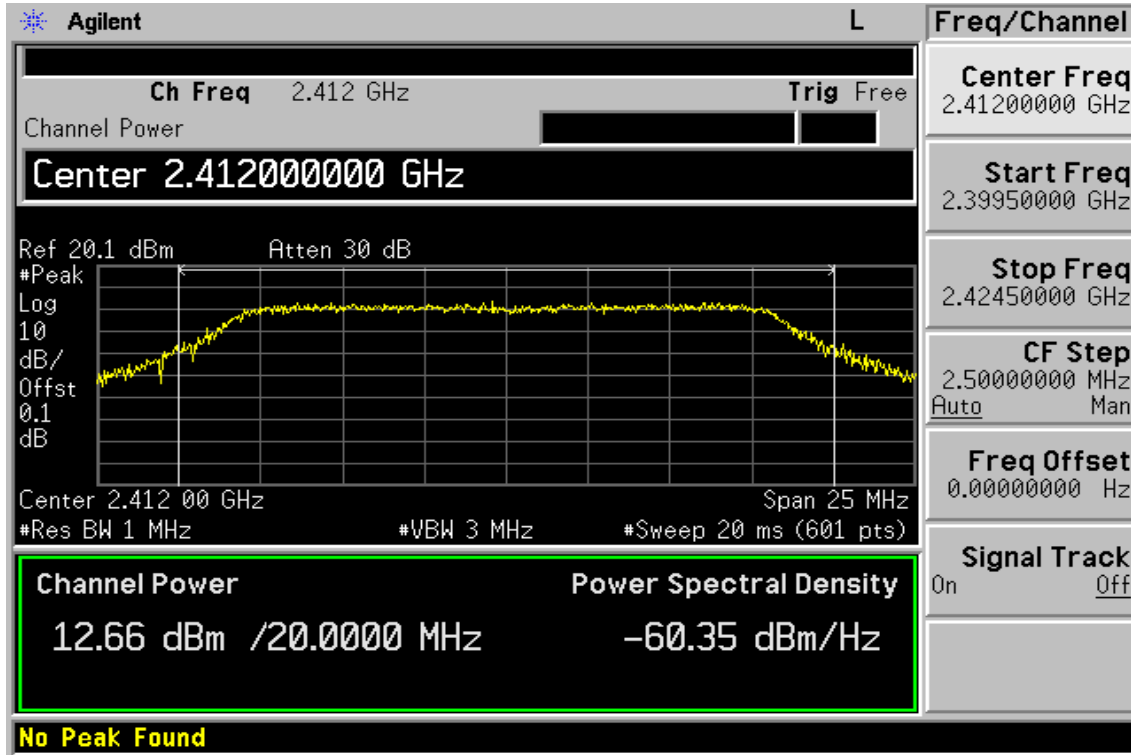 Agilent L
Ch Freq 2.412 GHz Trig Free
Channel Power
Center 2.412000000 GHz
Ref 20.1 dBm Atten 30 dB
#Peak
Log
10
dB/
Offst
0.1
dB
Center 2.412 00 GHz Span 25 MHz
#Res BW 1 MHz #VBW 3 MHz #Sweep 20 ms (601 pts)
Channel Power Power Spectral Density
12.66 dBm /20.0000 MHz -60.35 dBm/Hz
No Peak Found
Freq/Channel
Center Freq
2.41200000 GHz
Start Freq
2.39950000 GHz
Stop Freq
2.42450000 GHz
CF Step
2.50000000 MHz
Auto Man
Freq Offset
0.00000000 Hz
Signal Track
On Off